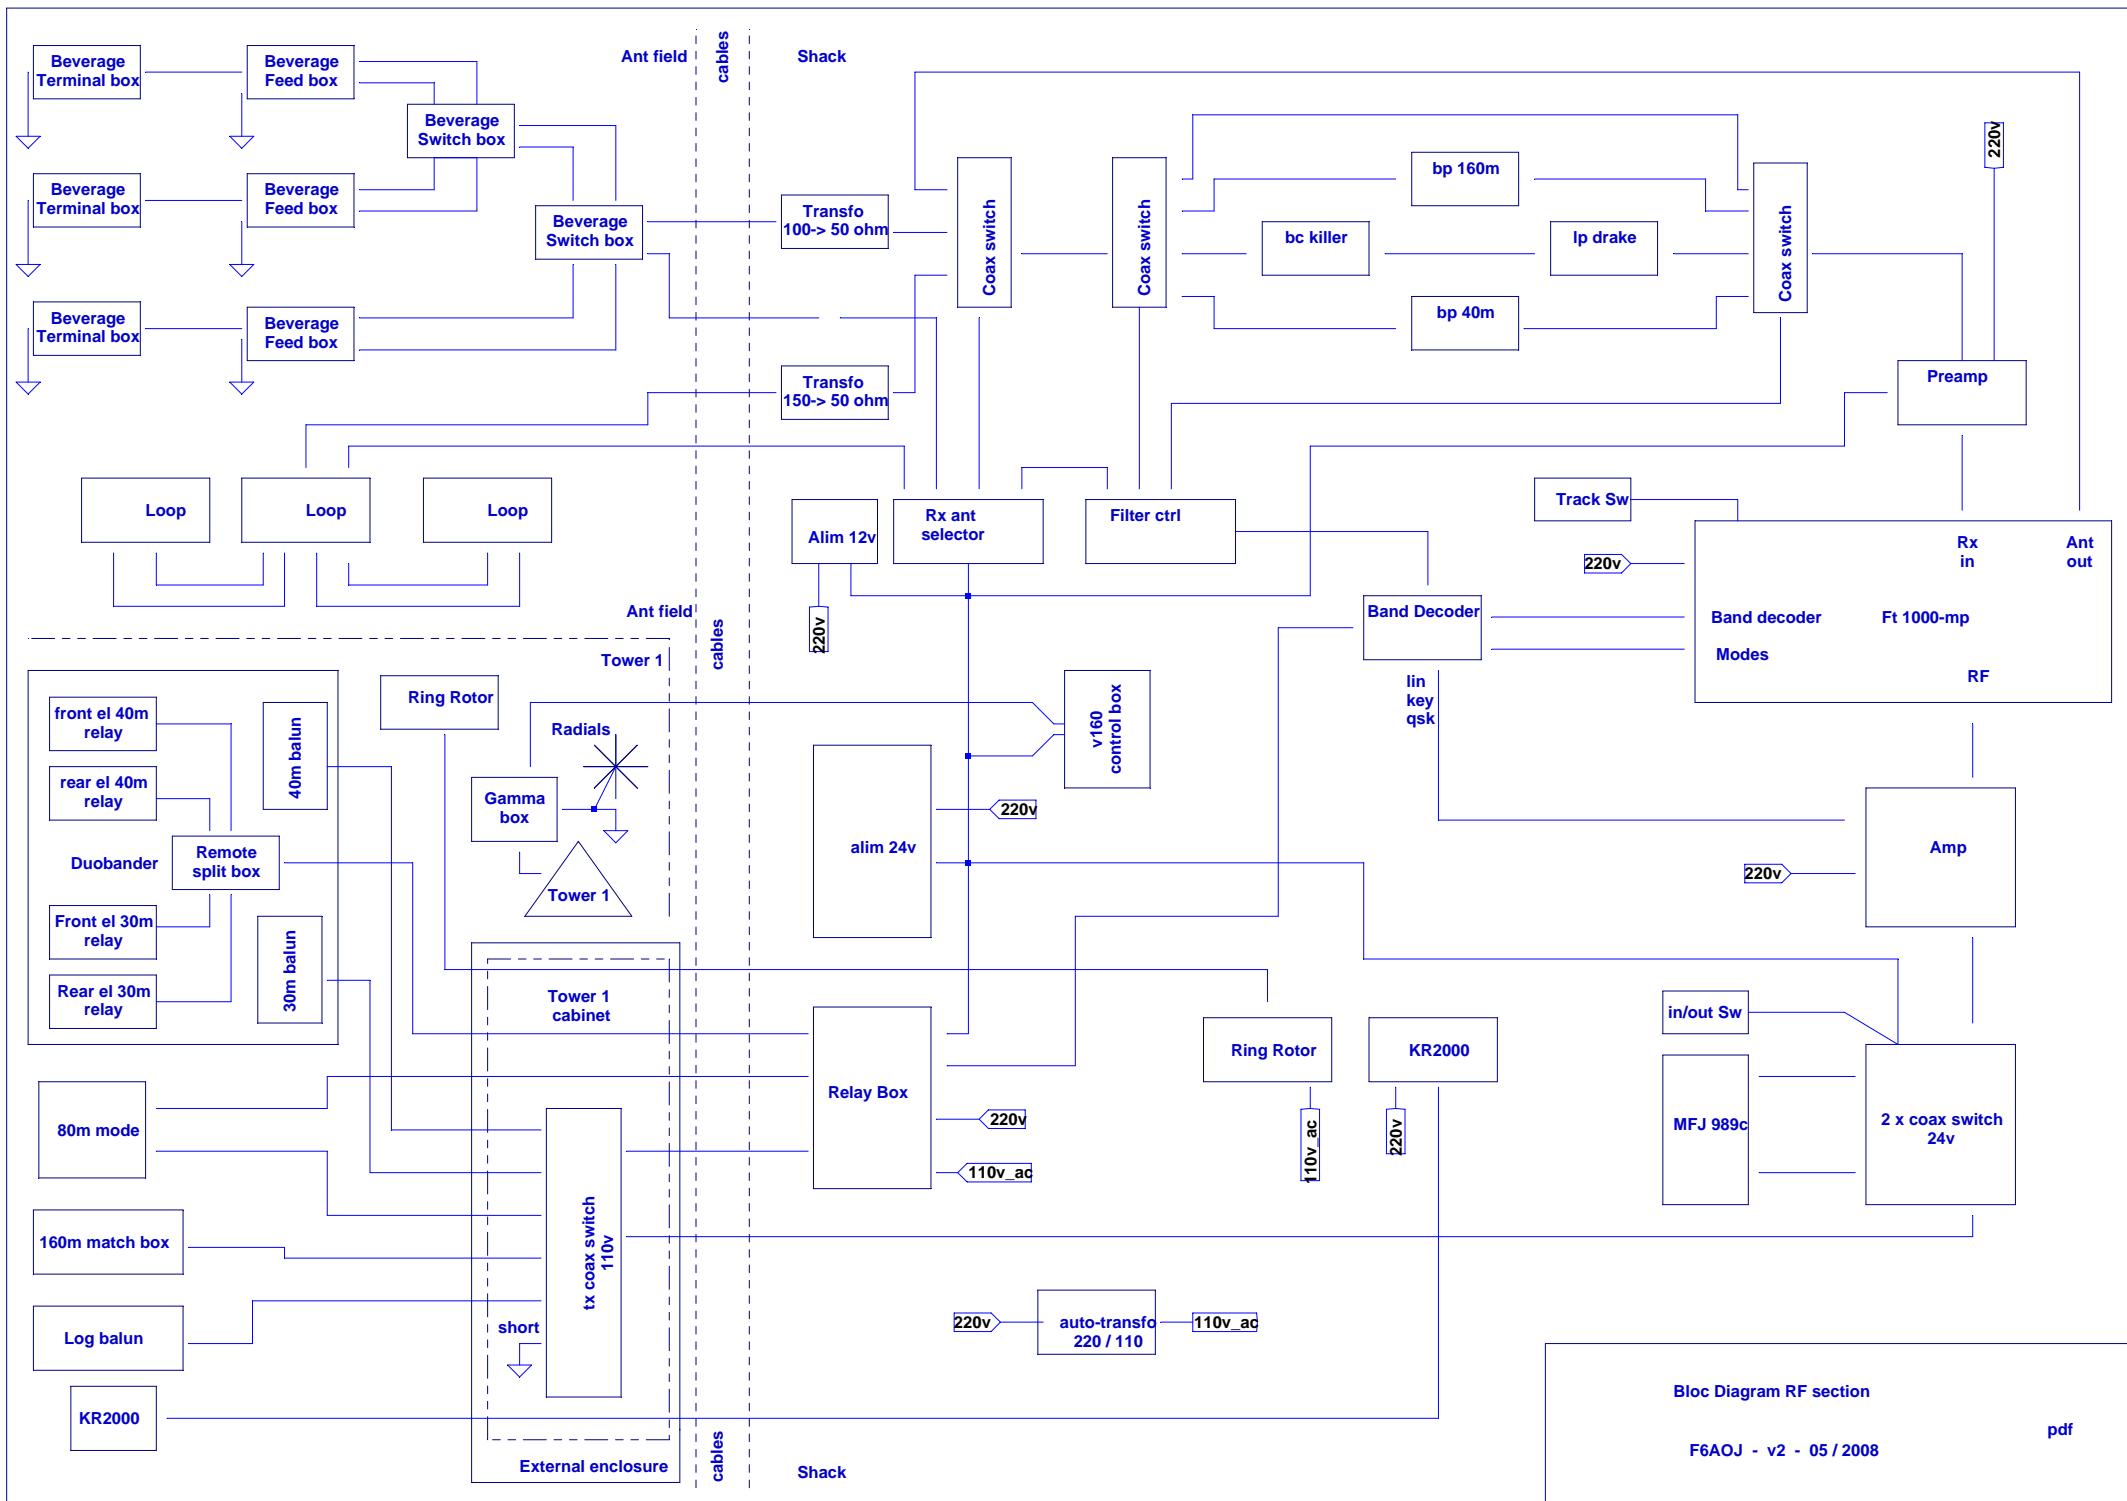 Ant field
cables
Shack
Beverage
Terminal box
Beverage
Feed box
Beverage
Switch box
220v
Beverage
Terminal box
Beverage
Feed box
Beverage
Switch box
Transfo
100-> 50 ohm
Coax switch
Coax switch
bp 160m
bc killer
lp drake
bp 40m
Coax switch
Beverage
Terminal box
Beverage
Feed box
Transfo
150-> 50 ohm
Preamp
Loop
Loop
Loop
Alim 12v
220v
Rx ant
selector
Filter ctrl
Track Sw
220v
Rx
in
Ant
out
Band decoder
Ft 1000-mp
Modes
RF
Band Decoder
lin
key
qsk
Ant field
cables
Tower 1
front el 40m
relay
40m balun
Ring Rotor
Radials
v160
control box
rear el 40m
relay
Gamma
box
220v
Duobander
Remote
split box
Tower 1
alim 24v
220v
Amp
Front el 30m
relay
30m balun
Rear el 30m
relay
Tower 1
cabinet
in/out Sw
Ring Rotor
110v_ac
KR2000
220v
Relay Box
220v
110v_ac
MFJ 989c
2 x coax switch
24v
80m mode
160m match box
tx coax switch
110v
Log balun
short
220v
auto-transfo
220 / 110
110v_ac
KR2000
External enclosure
cables
Shack
Bloc Diagram RF section
pdf
F6AOJ - v2 - 05 / 2008